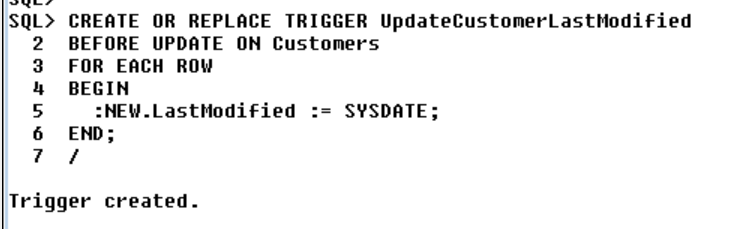 SQL>
SQL> CREATE OR REPLACE TRIGGER UpdateCustomerLastModified
  2  BEFORE UPDATE ON Customers
  3  FOR EACH ROW
  4  BEGIN
  5    :NEW.LastModified := SYSDATE;
  6  END;
  7  /
Trigger created.